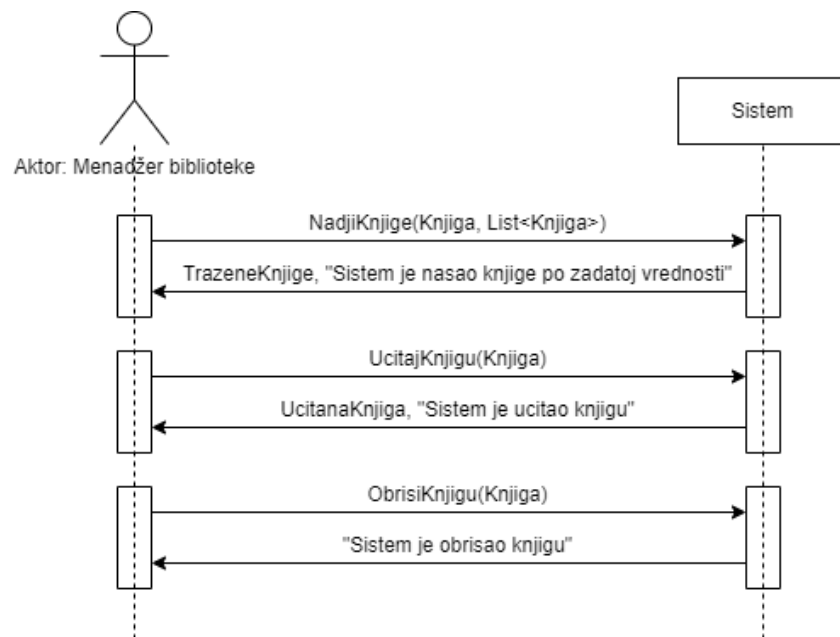 Sistem
Aktor: Menadžer biblioteke
NadjiKnjige(Knjiga, List<Knjiga>)
TrazeneKnjige, "Sistem je nasao knjige po zadatoj vrednosti"
UcitajKnjigu(Knjiga)
UcitanaKnjiga, "Sistem je ucitao knjigu"
ObrisiKnjigu(Knjiga)
"Sistem je obrisao knjigu"